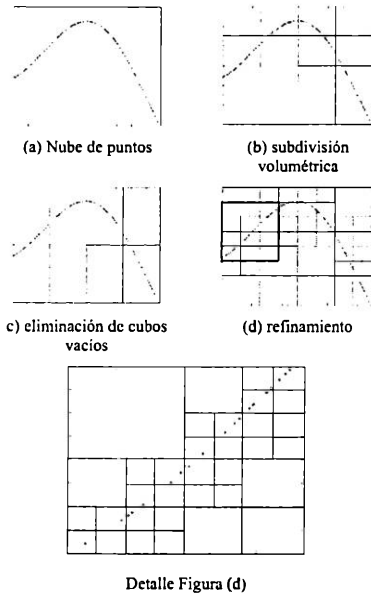 (a) Nube de puntos
(b) subdivisión
volumétrica
c) eliminación de cubos
vacios
(d) refinamiento
Detalle Figura (d)